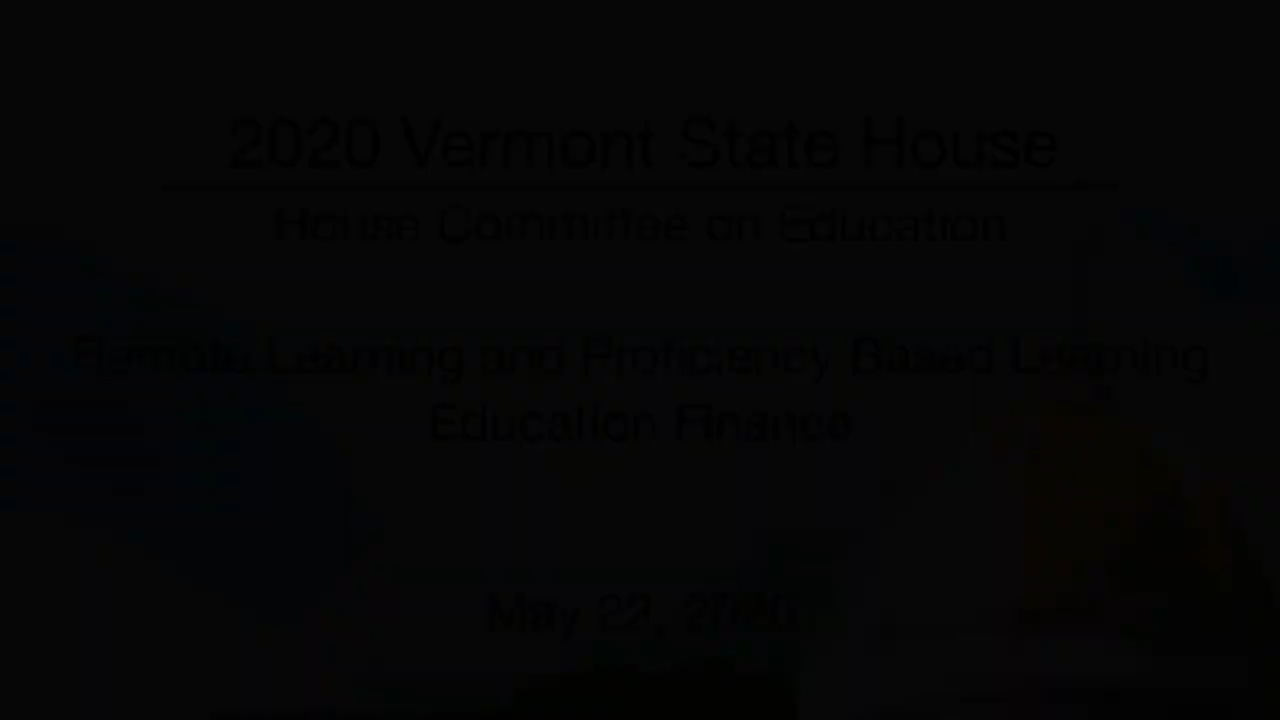 2020 Vermont State House
House Committee on Education
Remote Learning and Proficiency Based Learning
Education Finance
May 22, 2020